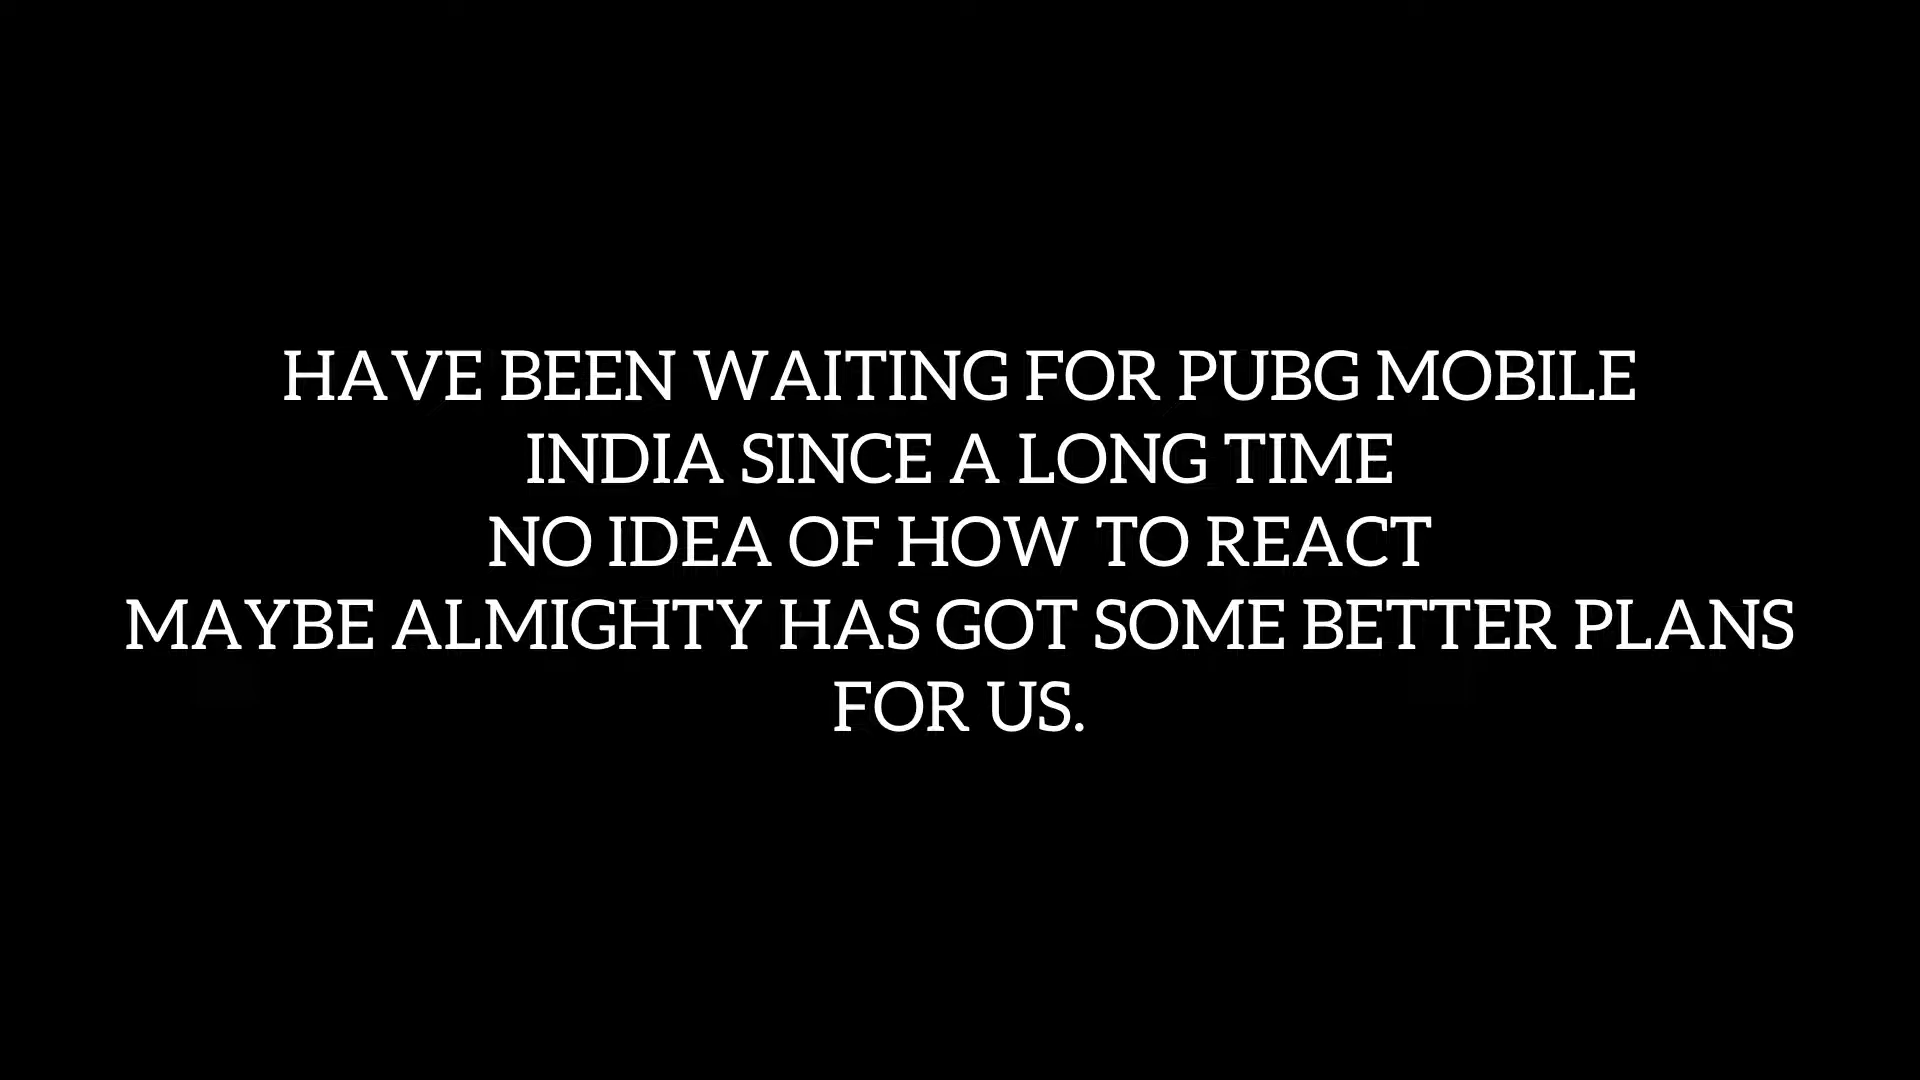 HAVE BEEN WAITING FOR PUBG MOBILE
INDIA SINCE A LONG TIME
NO IDEA OF HOW TO REACT
MAYBE ALMIGHTY HAS GOT SOME BETTER PLANS
FOR US.